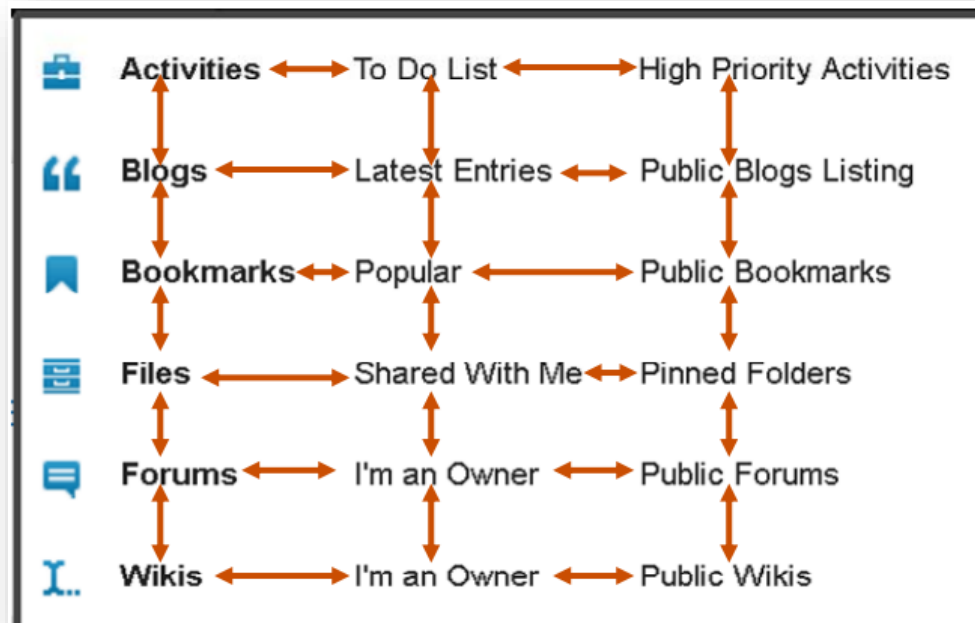 Activities To Do List High Priority Activities
Blogs Latest Entries Public Blogs Listing
Bookmarks Popular Public Bookmarks
Files Shared With Me Pinned Folders
Forums I'm an Owner Public Forums
Wikis I'm an Owner Public Wikis